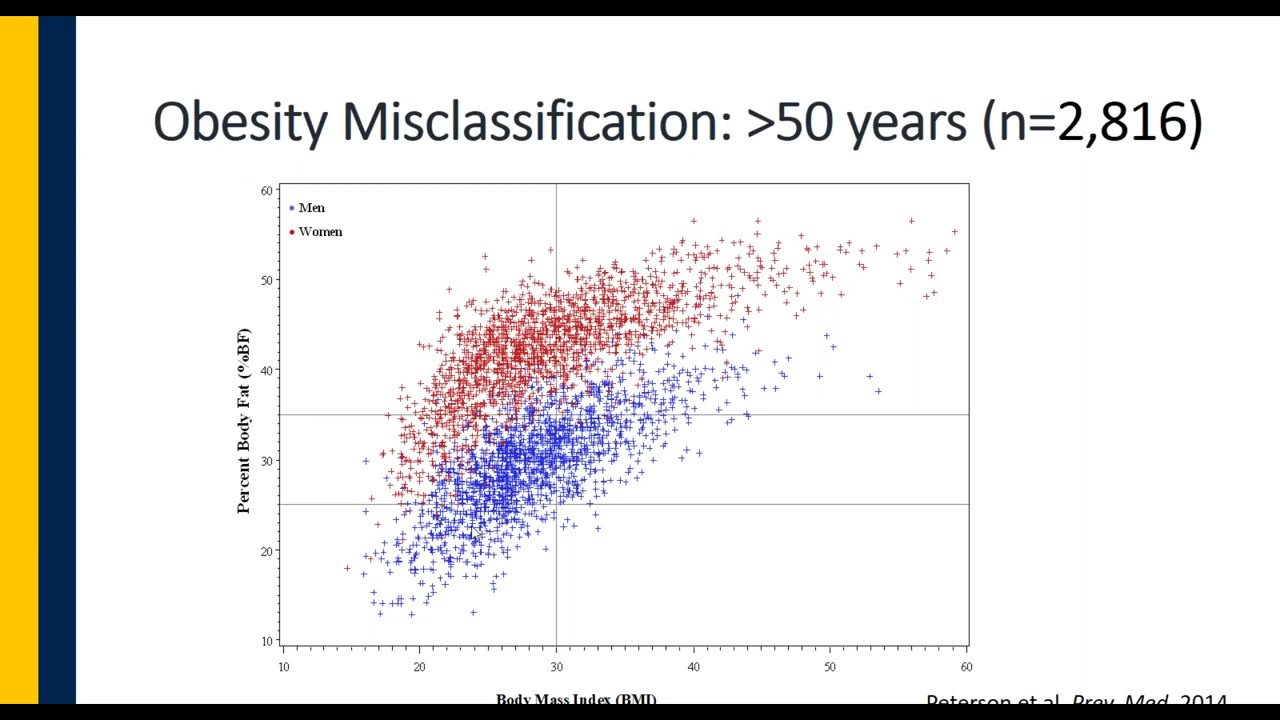 Obesity Misclassification: >50 years (n=2,816)
60
Men
Women
50
40
30
20
10
Percent Body Fat (%BF)
10 20 30 40 50 60
Body Mass Index (BMI)
Peterson et al. Prev. Med. 2014